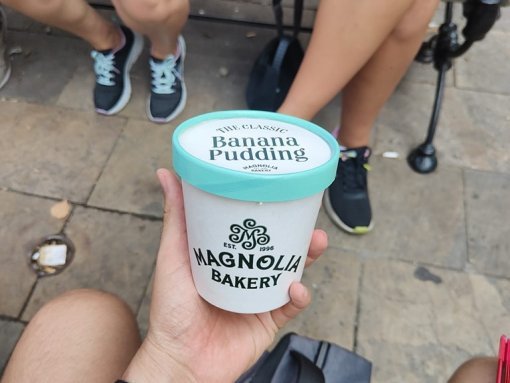 THE CLASSIC
Banana
Pudding
MAGNOLIA
BAKERY
M
EST. 1996
MAGNOLIA
BAKERY